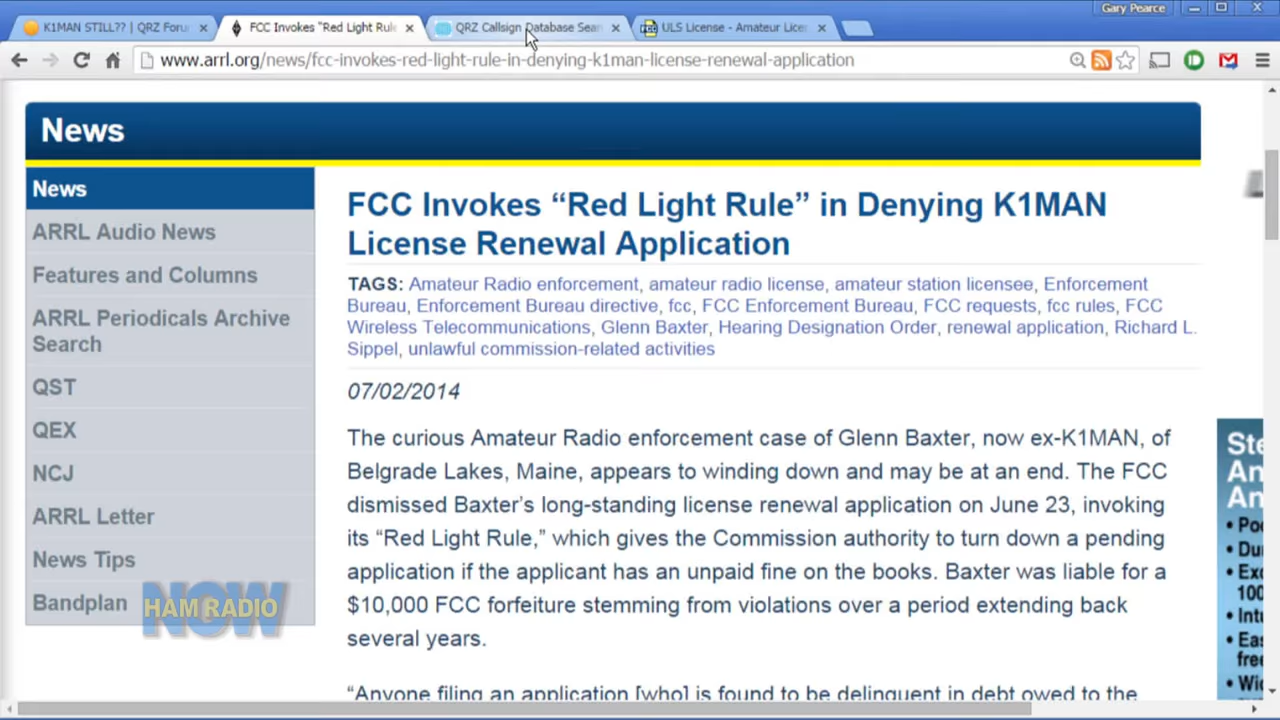 Gary Pearce
K1MAN STILL?? | QRZ Foru
FCC Invokes “Red Light Rule
QRZ Callsign Database Sear
ULS License - Amateur Licen
www.arrl.org/news/fcc-invokes-red-light-rule-in-denying-k1man-license-renewal-application
News
News
ARRL Audio News
Features and Columns
ARRL Periodicals Archive
Search
QST
QEX
NCJ
ARRL Letter
News Tips
Bandplan
NOW
HAM RADIO
FCC Invokes “Red Light Rule” in Denying K1MAN
License Renewal Application
TAGS: Amateur Radio enforcement, amateur radio license, amateur station licensee, Enforcement
Bureau, Enforcement Bureau directive, fcc, FCC Enforcement Bureau, FCC requests, fcc rules, FCC
Wireless Telecommunications, Glenn Baxter, Hearing Designation Order, renewal application, Richard L.
Sippel, unlawful commission-related activities
07/02/2014
The curious Amateur Radio enforcement case of Glenn Baxter, now ex-K1MAN, of
Belgrade Lakes, Maine, appears to winding down and may be at an end. The FCC
dismissed Baxter’s long-standing license renewal application on June 23, invoking
its “Red Light Rule,” which gives the Commission authority to turn down a pending
application if the applicant has an unpaid fine on the books. Baxter was liable for a
$10,000 FCC forfeiture stemming from violations over a period extending back
several years.
“Anyone filing an application [who] is found to be delinquent in debt owed to the
Ste
An
An
• Po
• Du
• Ex
100
• Int
• Ea
fre
• Wi